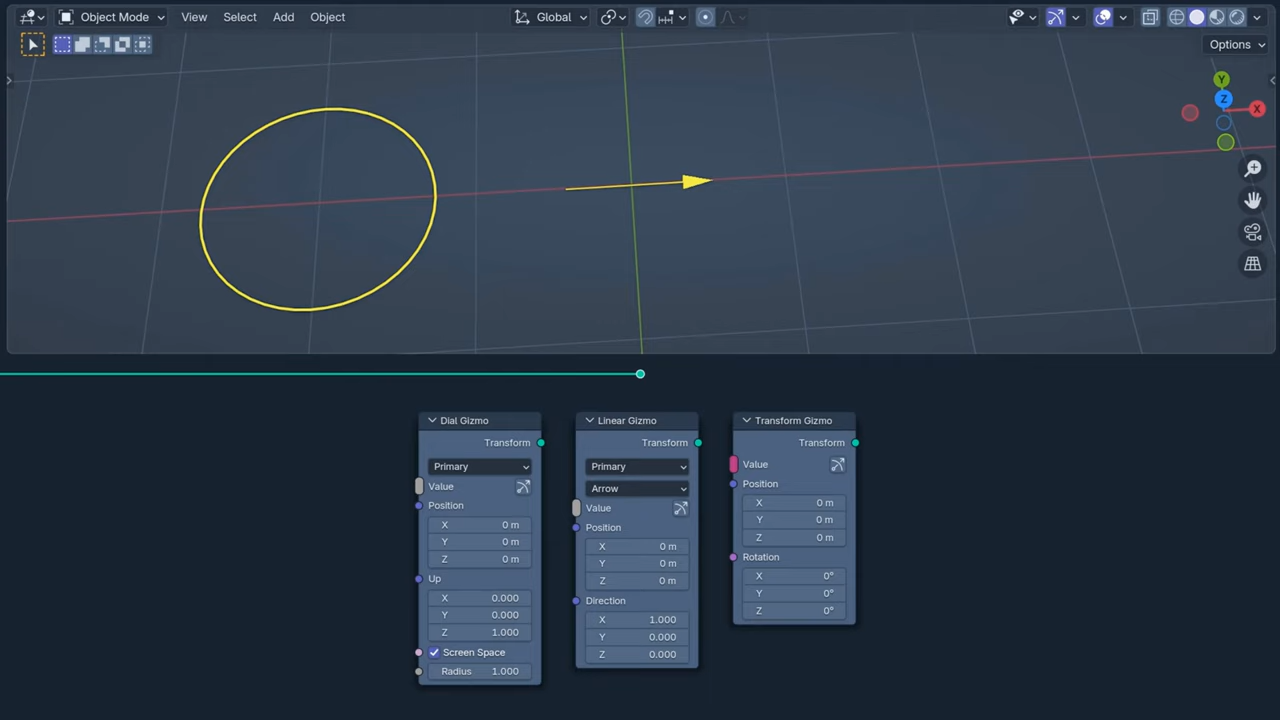 Object Mode View Select Add Object Global
Options
Y
Z
X
Dial Gizmo
Transform
Primary
Value
Position
X 0 m
Y 0 m
Z 0 m
Up
X 0.000
Y 0.000
Z 1.000
Screen Space
Radius 1.000
Linear Gizmo
Transform
Primary
Arrow
Value
Position
X 0 m
Y 0 m
Z 0 m
Direction
X 1.000
Y 0.000
Z 0.000
Transform Gizmo
Transform
Value
Position
X 0 m
Y 0 m
Z 0 m
Rotation
X 0°
Y 0°
Z 0°